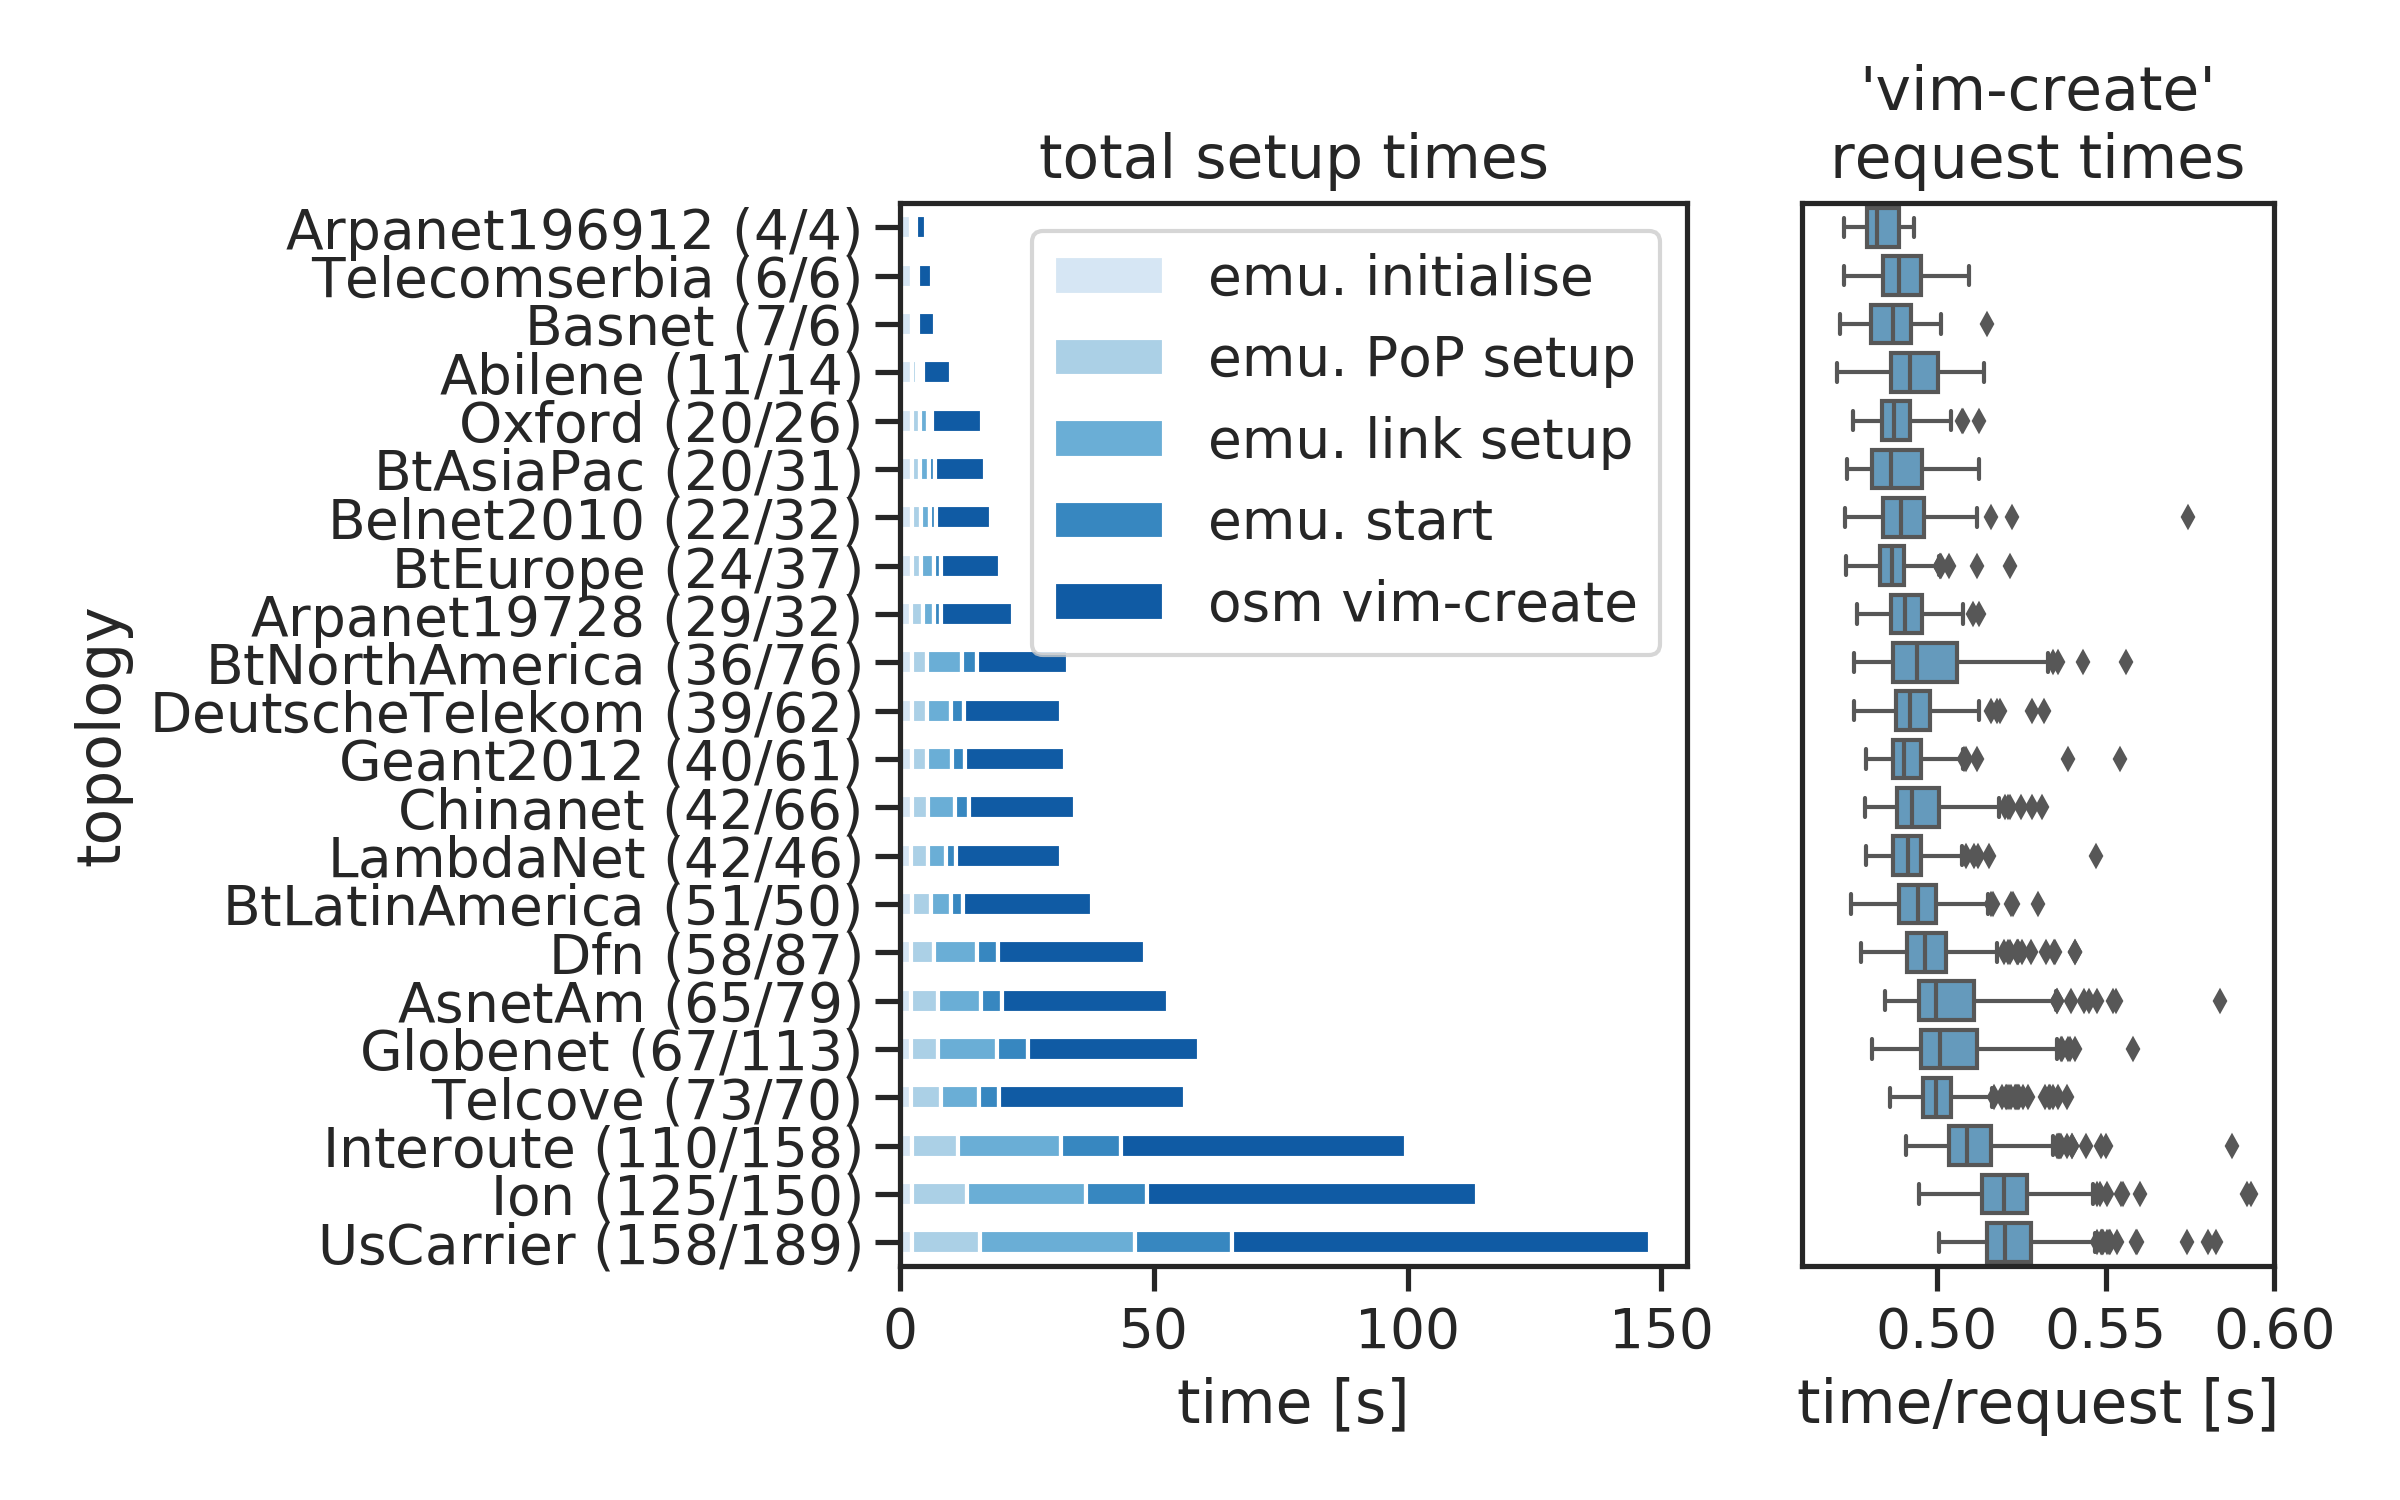 'vim-create'
total setup times
request times
Arpanet196912 (4/4)
Telecomserbia (6/6)
Basnet (7/6)
Abilene (11/14)
Oxford (20/26)
BtAsiaPac (20/31)
Belnet2010 (22/32)
BtEurope (24/37)
Arpanet19728 (29/32)
BtNorthAmerica (36/76)
DeutscheTelekom (39/62)
Geant2012 (40/61)
Chinanet (42/66)
LambdaNet (42/46)
BtLatinAmerica (51/50)
Dfn (58/87)
AsnetAm (65/79)
Globenet (67/113)
Telcove (73/70)
Interoute (110/158)
Ion (125/150)
UsCarrier (158/189)
topology
emu. initialise
emu. PoP setup
emu. link setup
emu. start
osm vim-create
0 50 100 150
time [s]
0.50 0.55 0.60
time/request [s]